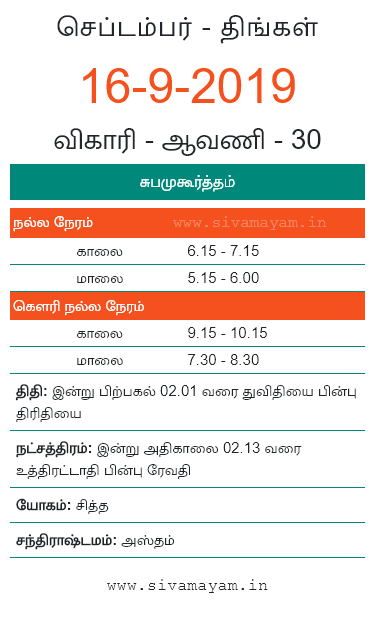 செப்டம்பர் - திங்கள்
16-9-2019
விகாரி - ஆவணி - 30
சுபமுகூர்த்தம்
நல்ல நேரம் www.sivamayam.in
காலை 6.15 - 7.15
மாலை 5.15 - 6.00
கௌரி நல்ல நேரம்
காலை 9.15 - 10.15
மாலை 7.30 - 8.30
திதி: இன்று பிற்பகல் 02.01 வரை துவிதியை பின்பு
திரிதியை
நட்சத்திரம்: இன்று அதிகாலை 02.13 வரை
உத்திரட்டாதி பின்பு ரேவதி
யோகம்: சித்த
சந்திராஷ்டமம்: அஸ்தம்
www.sivamayam.in